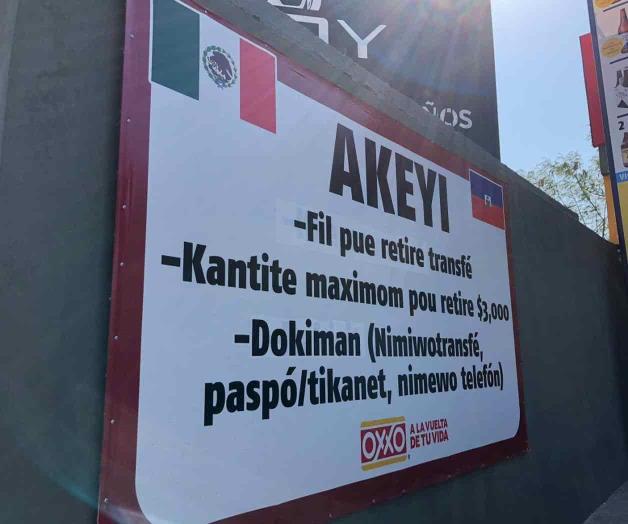 Y
ÑOS
AKEYI
-Fil pue retire transfé
-Kantite maximom pou retire $3,000
-Dokiman (Nimiwotransfé,
paspó/tikanet, nimewo telefón)
OXXO
A LA VUELTA
DE TU VIDA